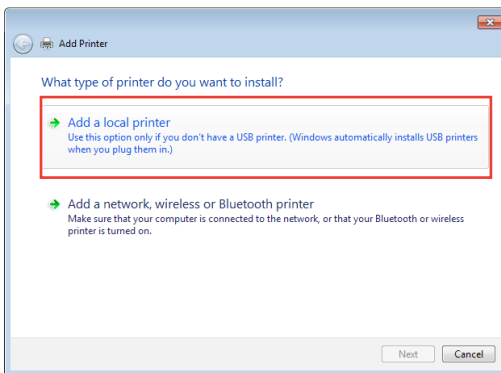 Add Printer
What type of printer do you want to install?
Add a local printer
Use this option only if you don't have a USB printer. (Windows automatically installs USB printers
when you plug them in.)
Add a network, wireless or Bluetooth printer
Make sure that your computer is connected to the network, or that your Bluetooth or wireless
printer is turned on.
Next Cancel